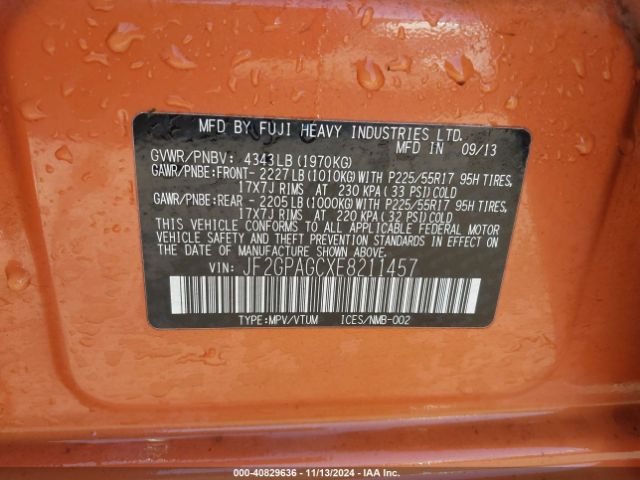 MFD BY FUJI HEAVY INDUSTRIES LTD.
MFD IN 09/13
GVWR/PNBV: 4343LB (1970KG)
GAWR/PNBE:FRONT- 2227LB(1010KG)WITH P225/55R17 95H TIRES,
17X7J RIMS AT 230 KPA (33 PSI)COLD
GAWR/PNBE:REAR - 2205LB(1000KG)WITH P225/55R17 95H TIRES,
17X7J RIMS AT 220 KPA (32 PSI)COLD
THIS VEHICLE CONFORMS TO ALL APPLICABLE FEDERAL MOTOR
VEHICLE SAFETY AND THEFT PREVENTION STANDARDS IN EFFECT ON
THE DATE OF MANUFACTURE SHOWN ABOVE.
VIN: JF2GPAGCXE8211457
TYPE:MPV/VTUM ICES/NMB-002
00-40829636 - 11/13/2024 - IAA Inc.